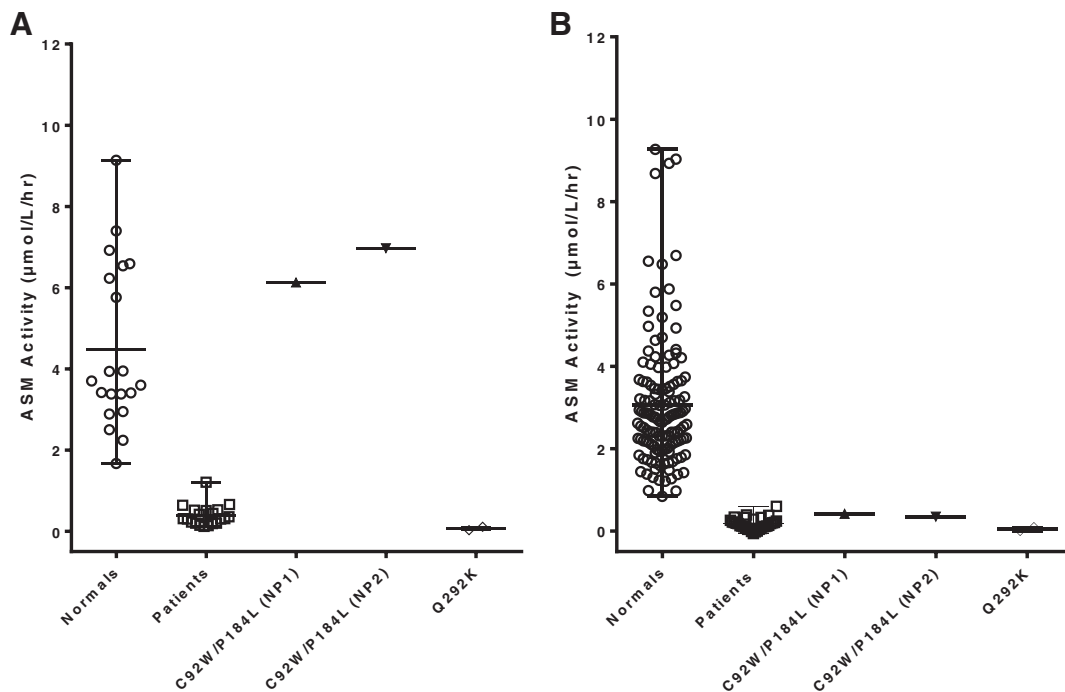 A
12
10
8
6
4
2
0
ASM Activity (µmol/L/hr)
Normals
Patients
C92W/P184L (NP1)
C92W/P184L (NP2)
Q292K
B
12
10
8
6
4
2
0
ASM Activity (µmol/L/hr)
Normals
Patients
C92W/P184L (NP1)
C92W/P184L (NP2)
Q292K